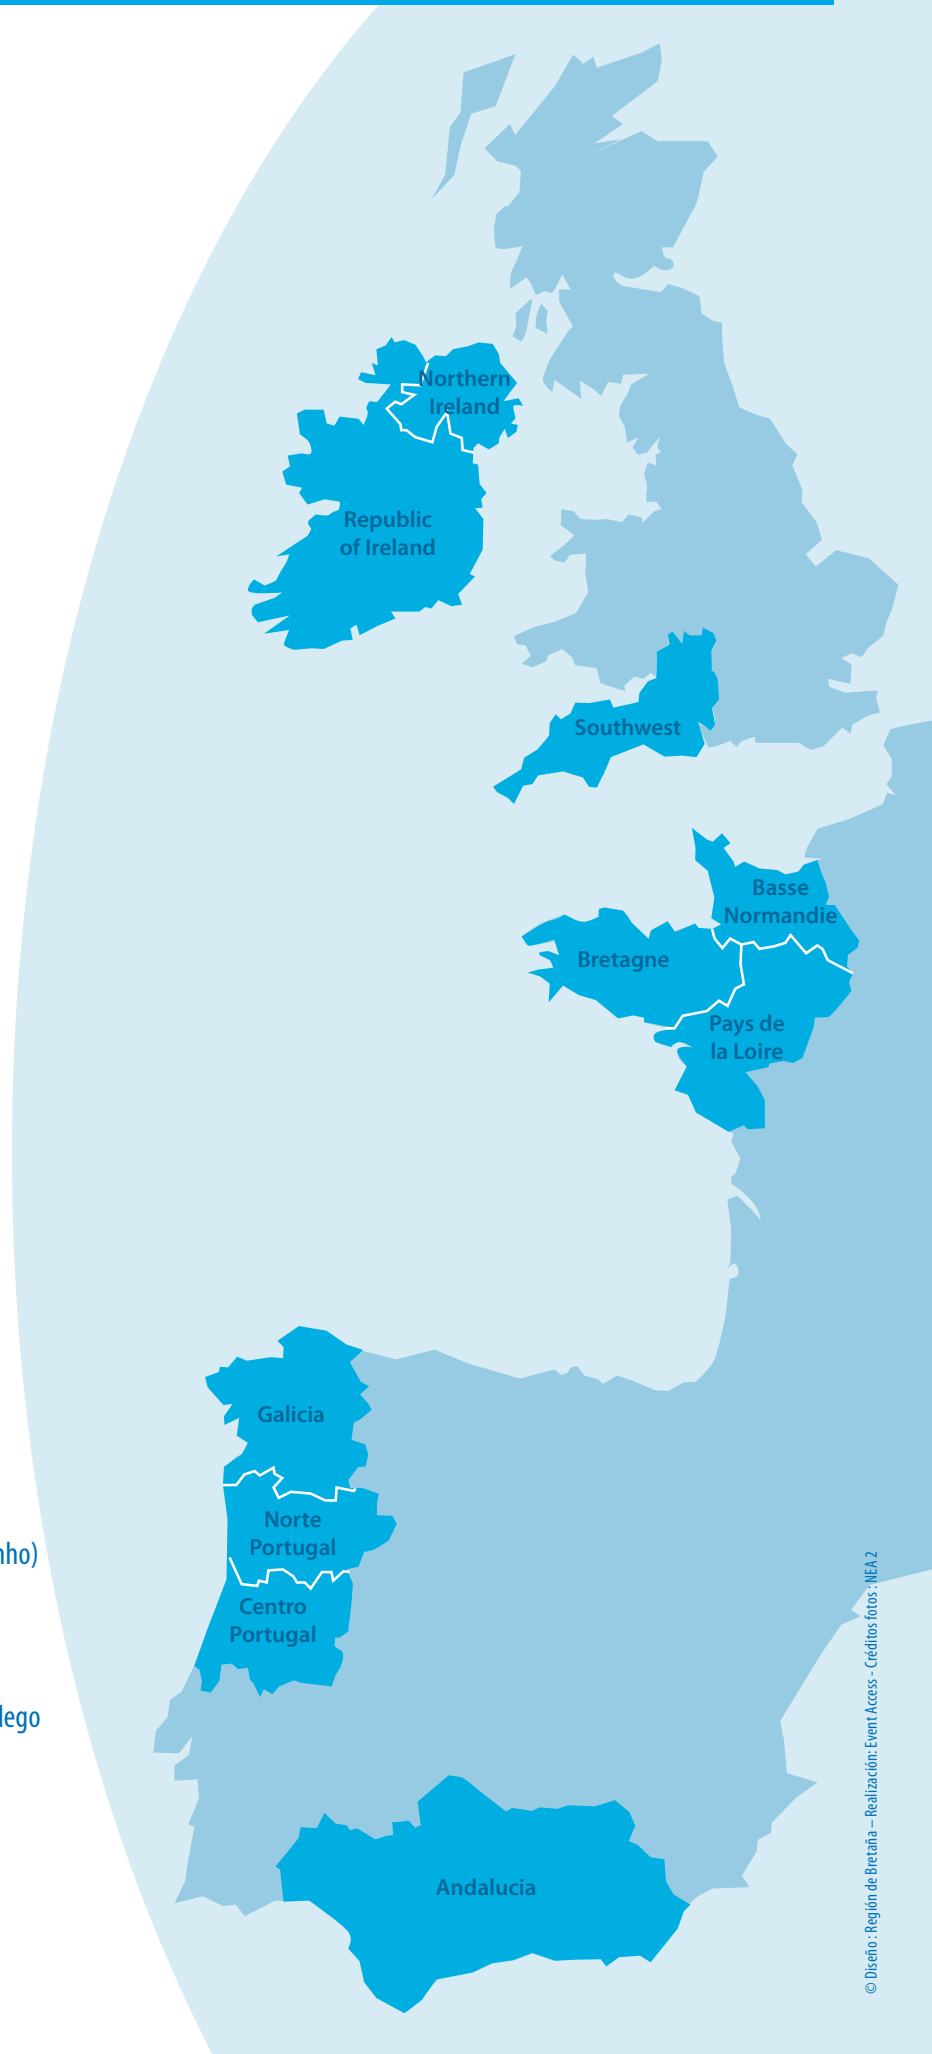 Northern
Ireland
Republic
of Ireland
Southwest
Basse
Normandie
Bretagne
Pays de
la Loire
Galicia
Norte
Portugal
nho)
Centro
Portugal
lego
Andalucia
© Diseño : Región de Bretaña – Realización: Event Access - Créditos fotos : NEA 2